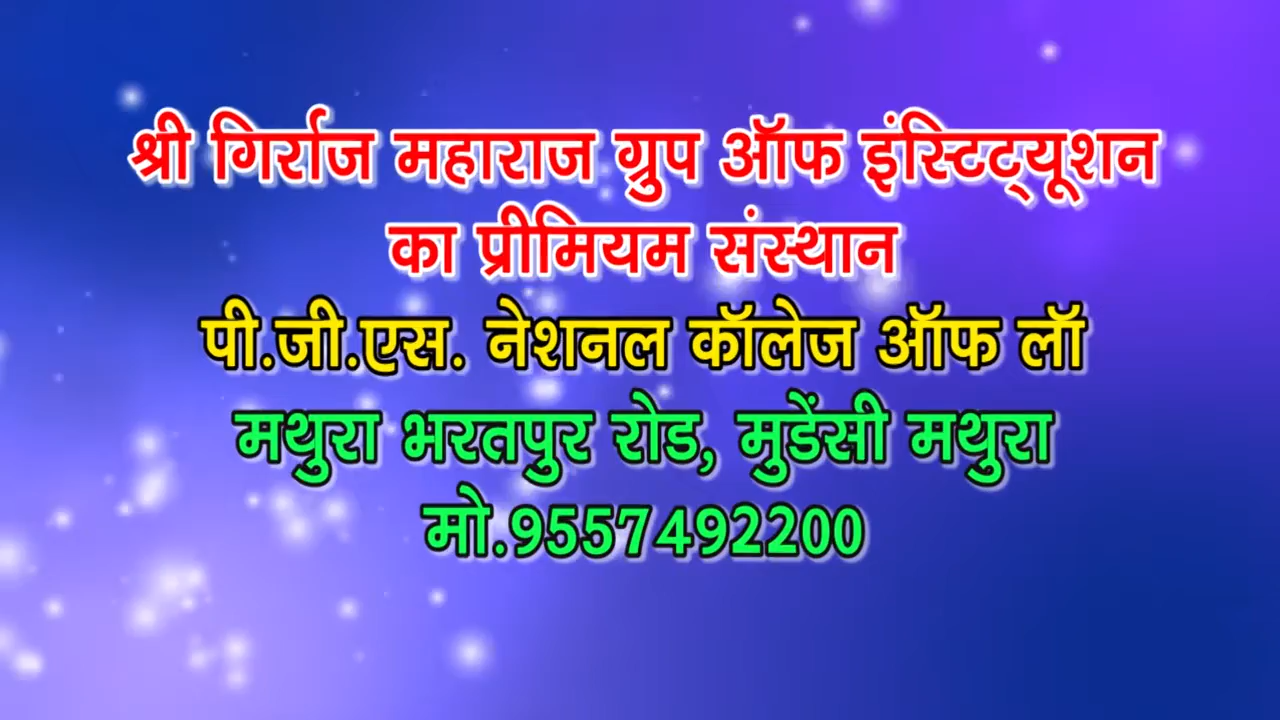 श्री गिर्राज महाराज ग्रुप ऑफ इंस्टिट्यूशन
का प्रीमियम संस्थान
पी.जी.एस. नेशनल कॉलेज ऑफ लॉ
मथुरा भरतपुर रोड, मुडेंसी मथुरा
मो.9557492200